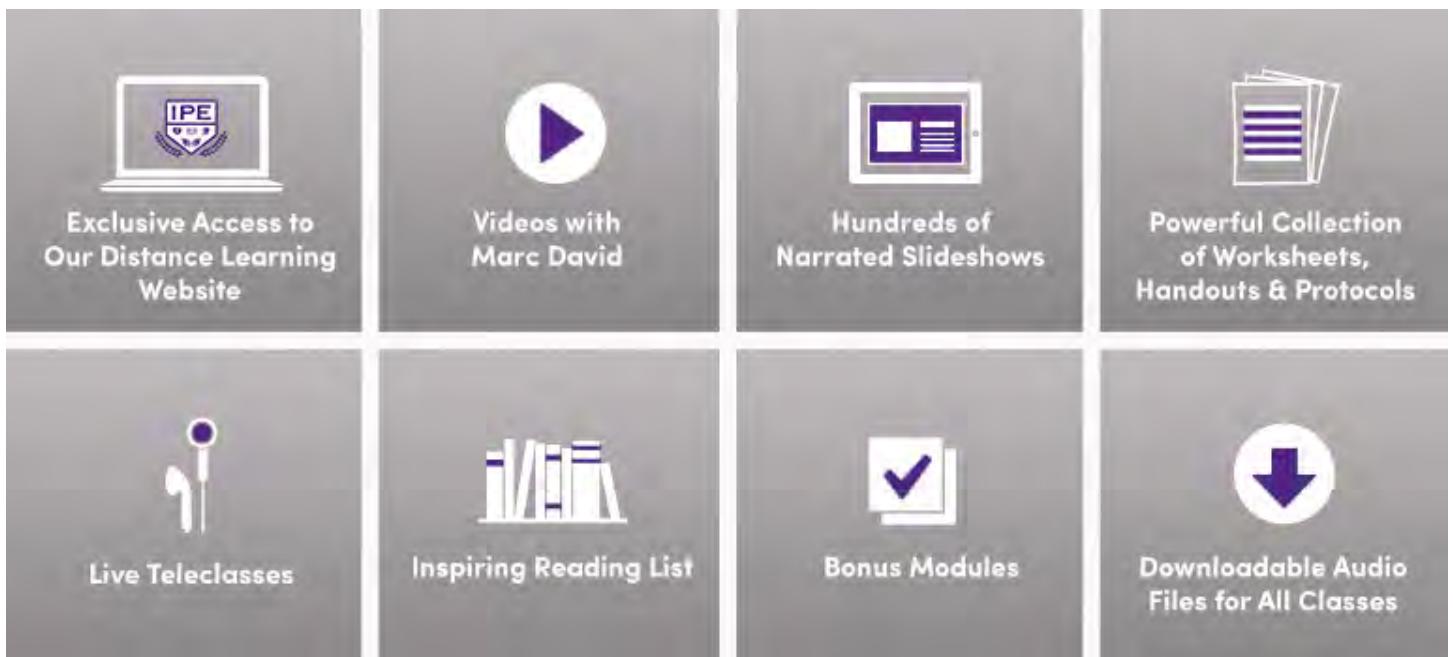 IPE
Exclusive Access to
Our Distance Learning
Website
Videos with
Marc David
Hundreds of
Narrated Slideshows
Powerful Collection
of Worksheets,
Handouts & Protocols
Live Teleclasses
Inspiring Reading List
Bonus Modules
Downloadable Audio
Files for All Classes